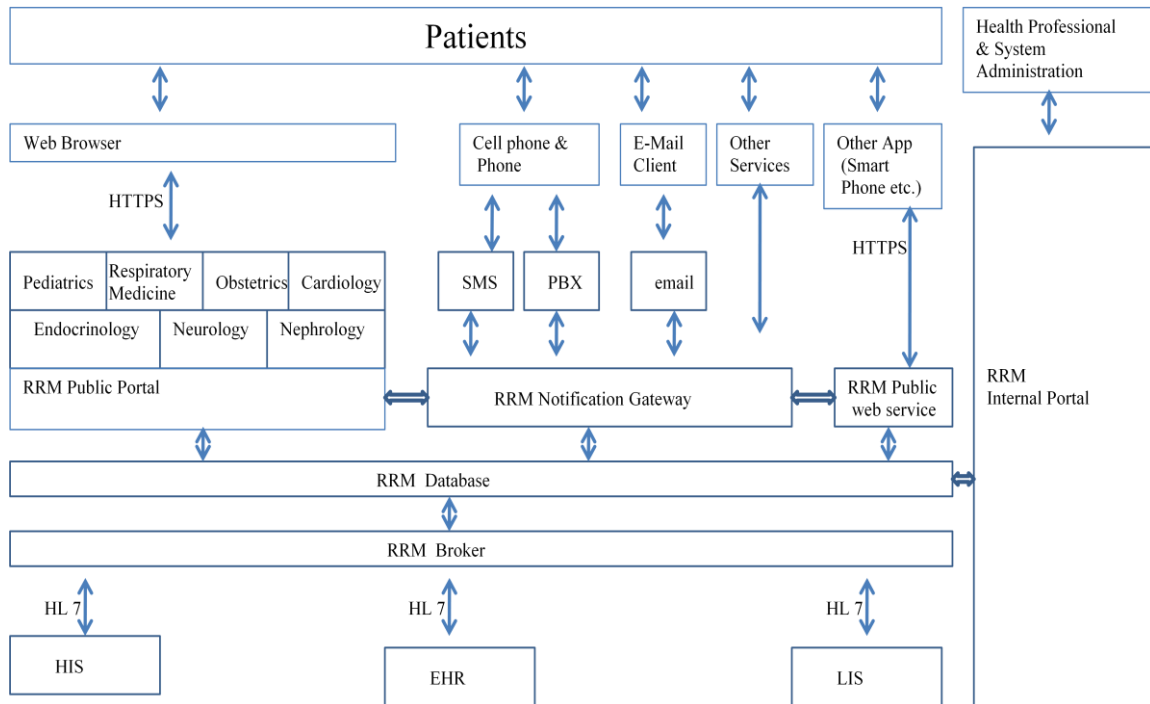 Patients
Health Professional
& System
Administration
Web Browser
Cell phone &
Phone
E-Mail
Client
Other
Services
Other App
(Smart
Phone etc.)
HTTPS
HTTPS
Pediatrics
Respiratory
Medicine
Obstetrics
Cardiology
SMS
PBX
email
Endocrinology
Neurology
Nephrology
RRM Public Portal
RRM Notification Gateway
RRM Public
web service
RRM
Internal Portal
RRM Database
RRM Broker
HL 7
HL 7
HL 7
HIS
EHR
LIS